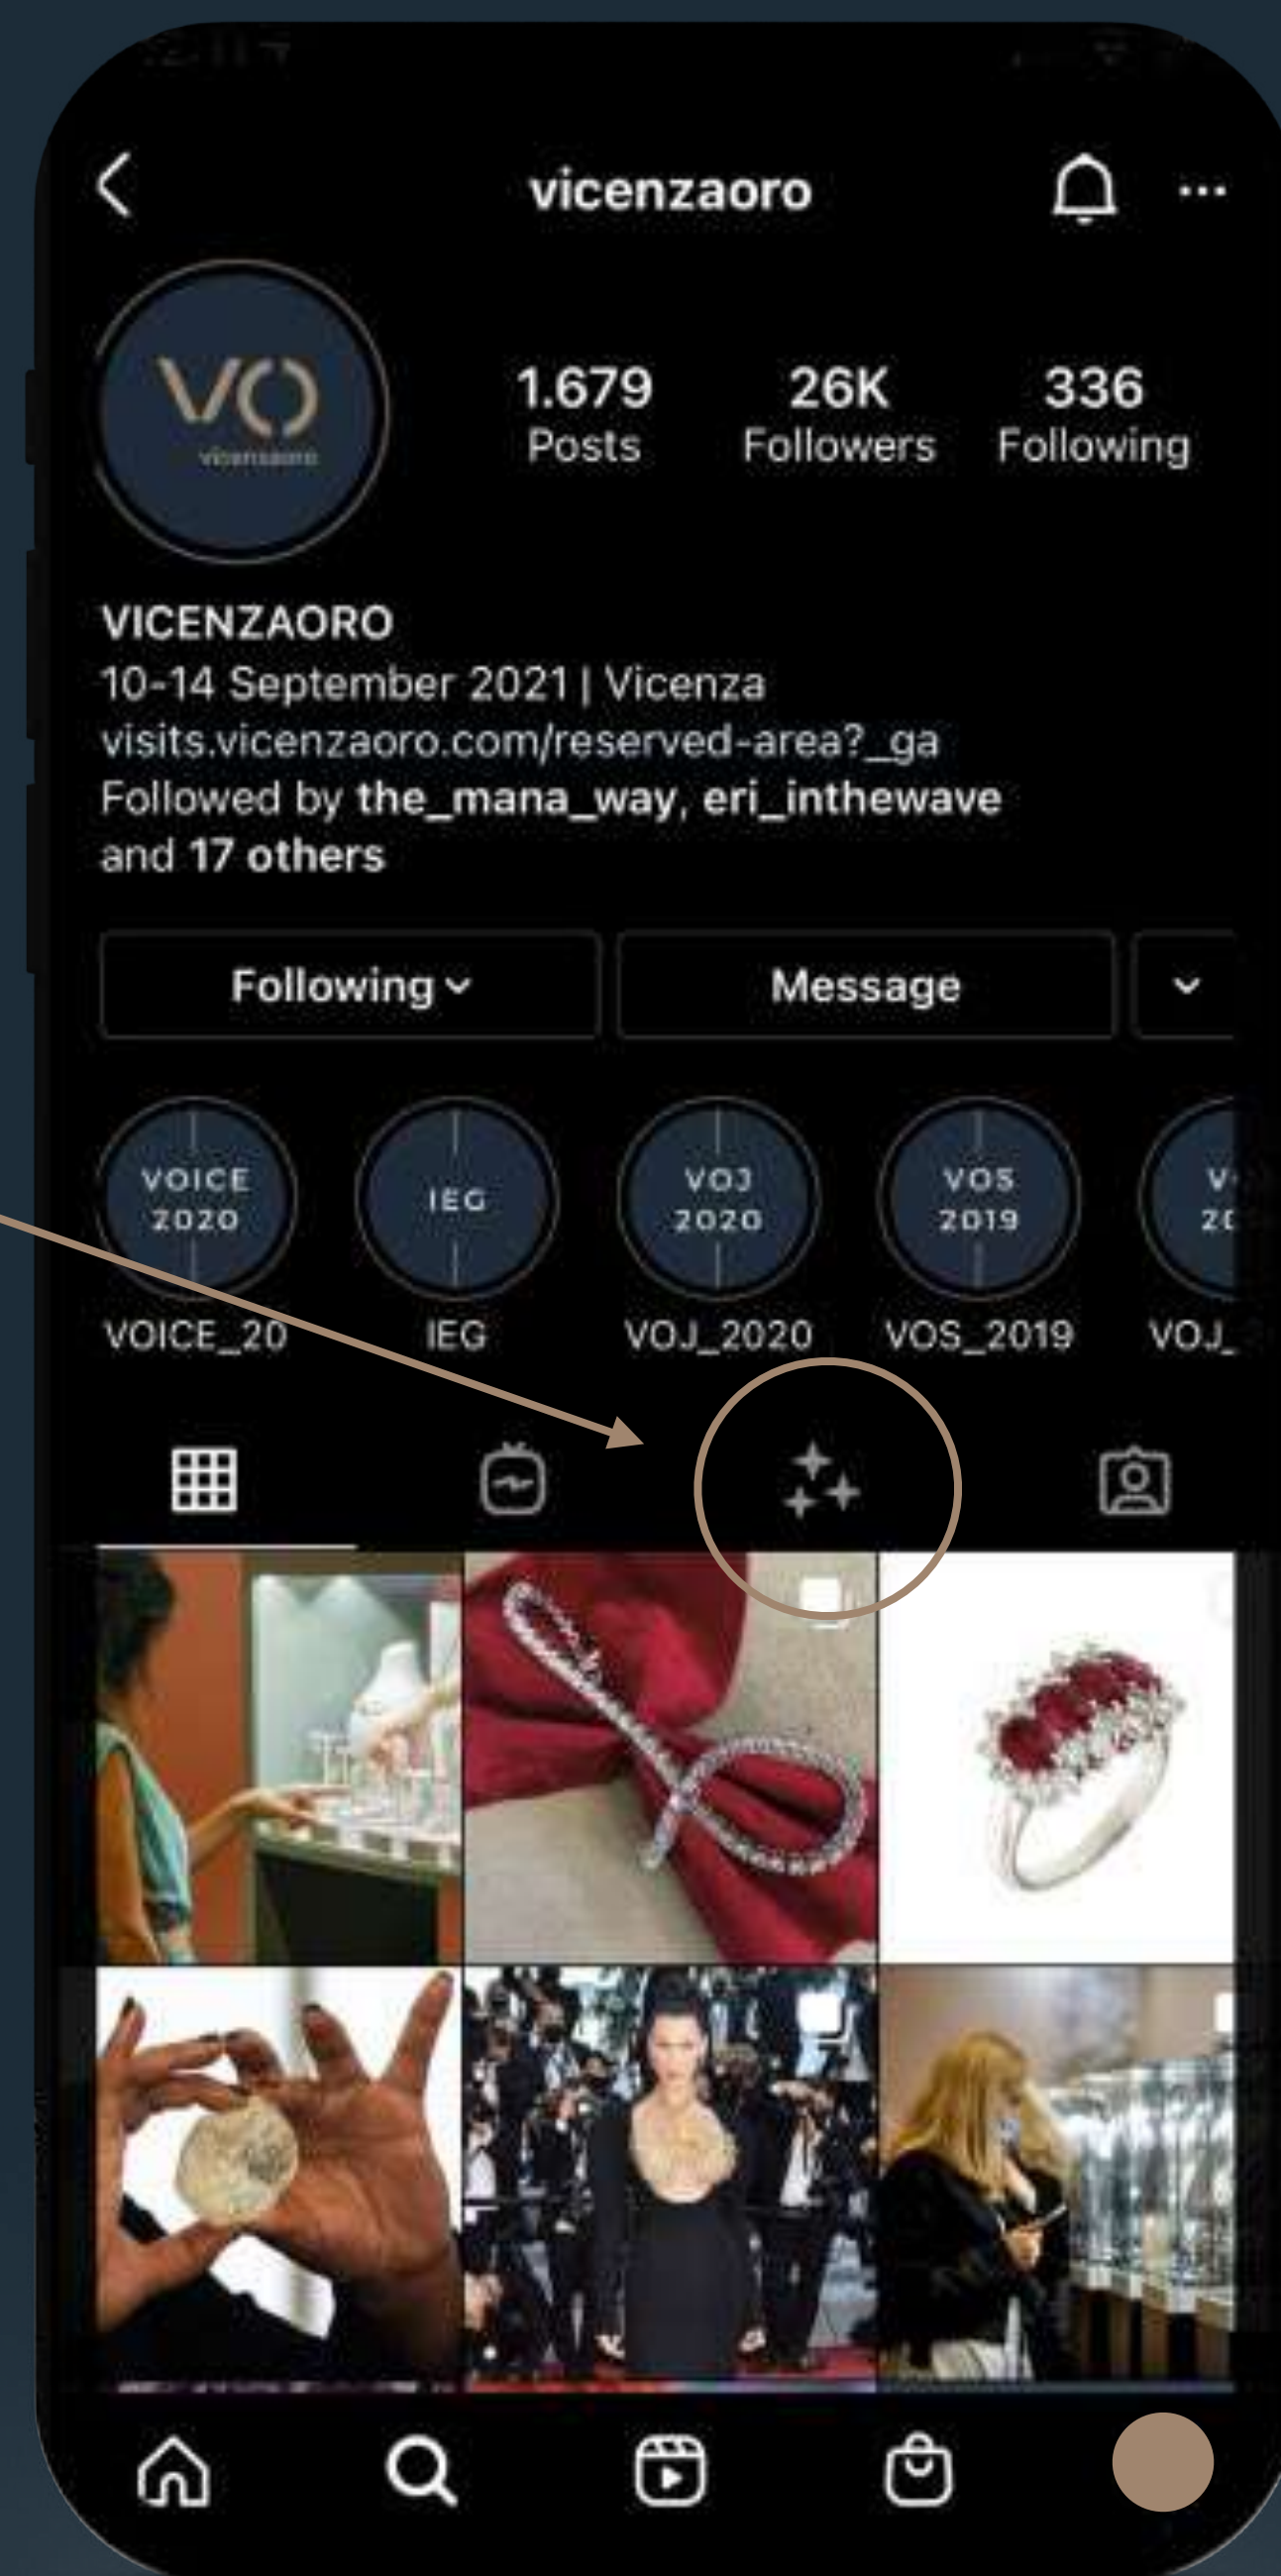 vicenzaoro
VO
vicenzaoro
1.679 26K 336
Posts Followers Following
VICENZAORO
10-14 September 2021 | Vicenza
visits.vicenzaoro.com/reserved-area?_ga
Followed by the_mana_way, eri_inthewave
and 17 others
Following Message
VOICE
2020
IEG
VOJ
2020
VOS
2019
VOICE_20 IEG VOJ_2020 VOS_2019 VOJ_